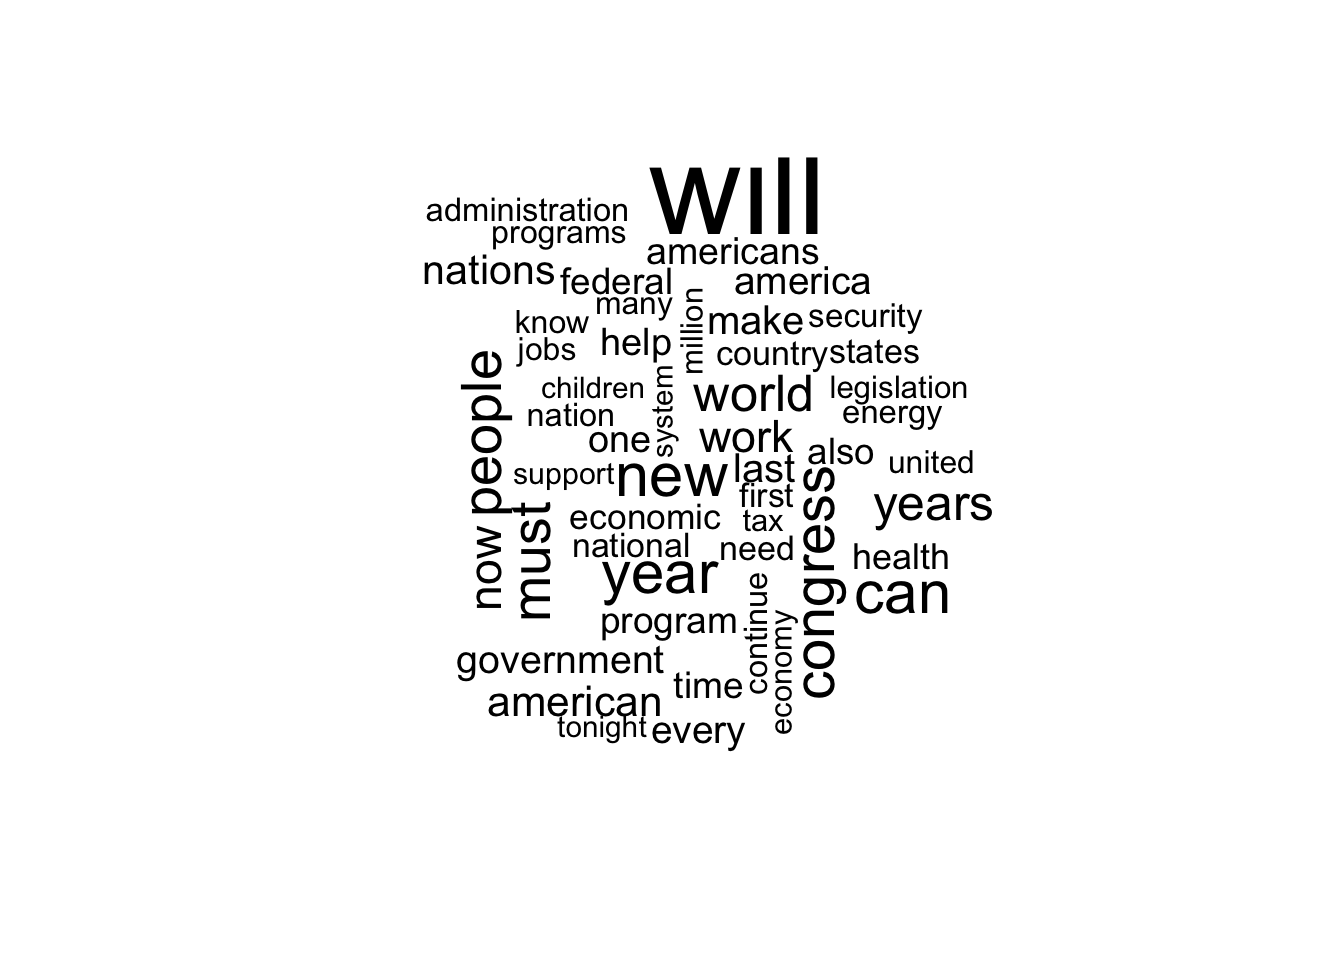 will
administration
programs
americans
nations
federal
america
many
million
know
help
make
security
jobs
country
states
people
children
system
world
legislation
nation
energy
one
work
also
support
new
last
united
first
congress
years
now
must
economic
tax
national
need
health
year
can
program
continue
economy
government
time
american
tonight
every